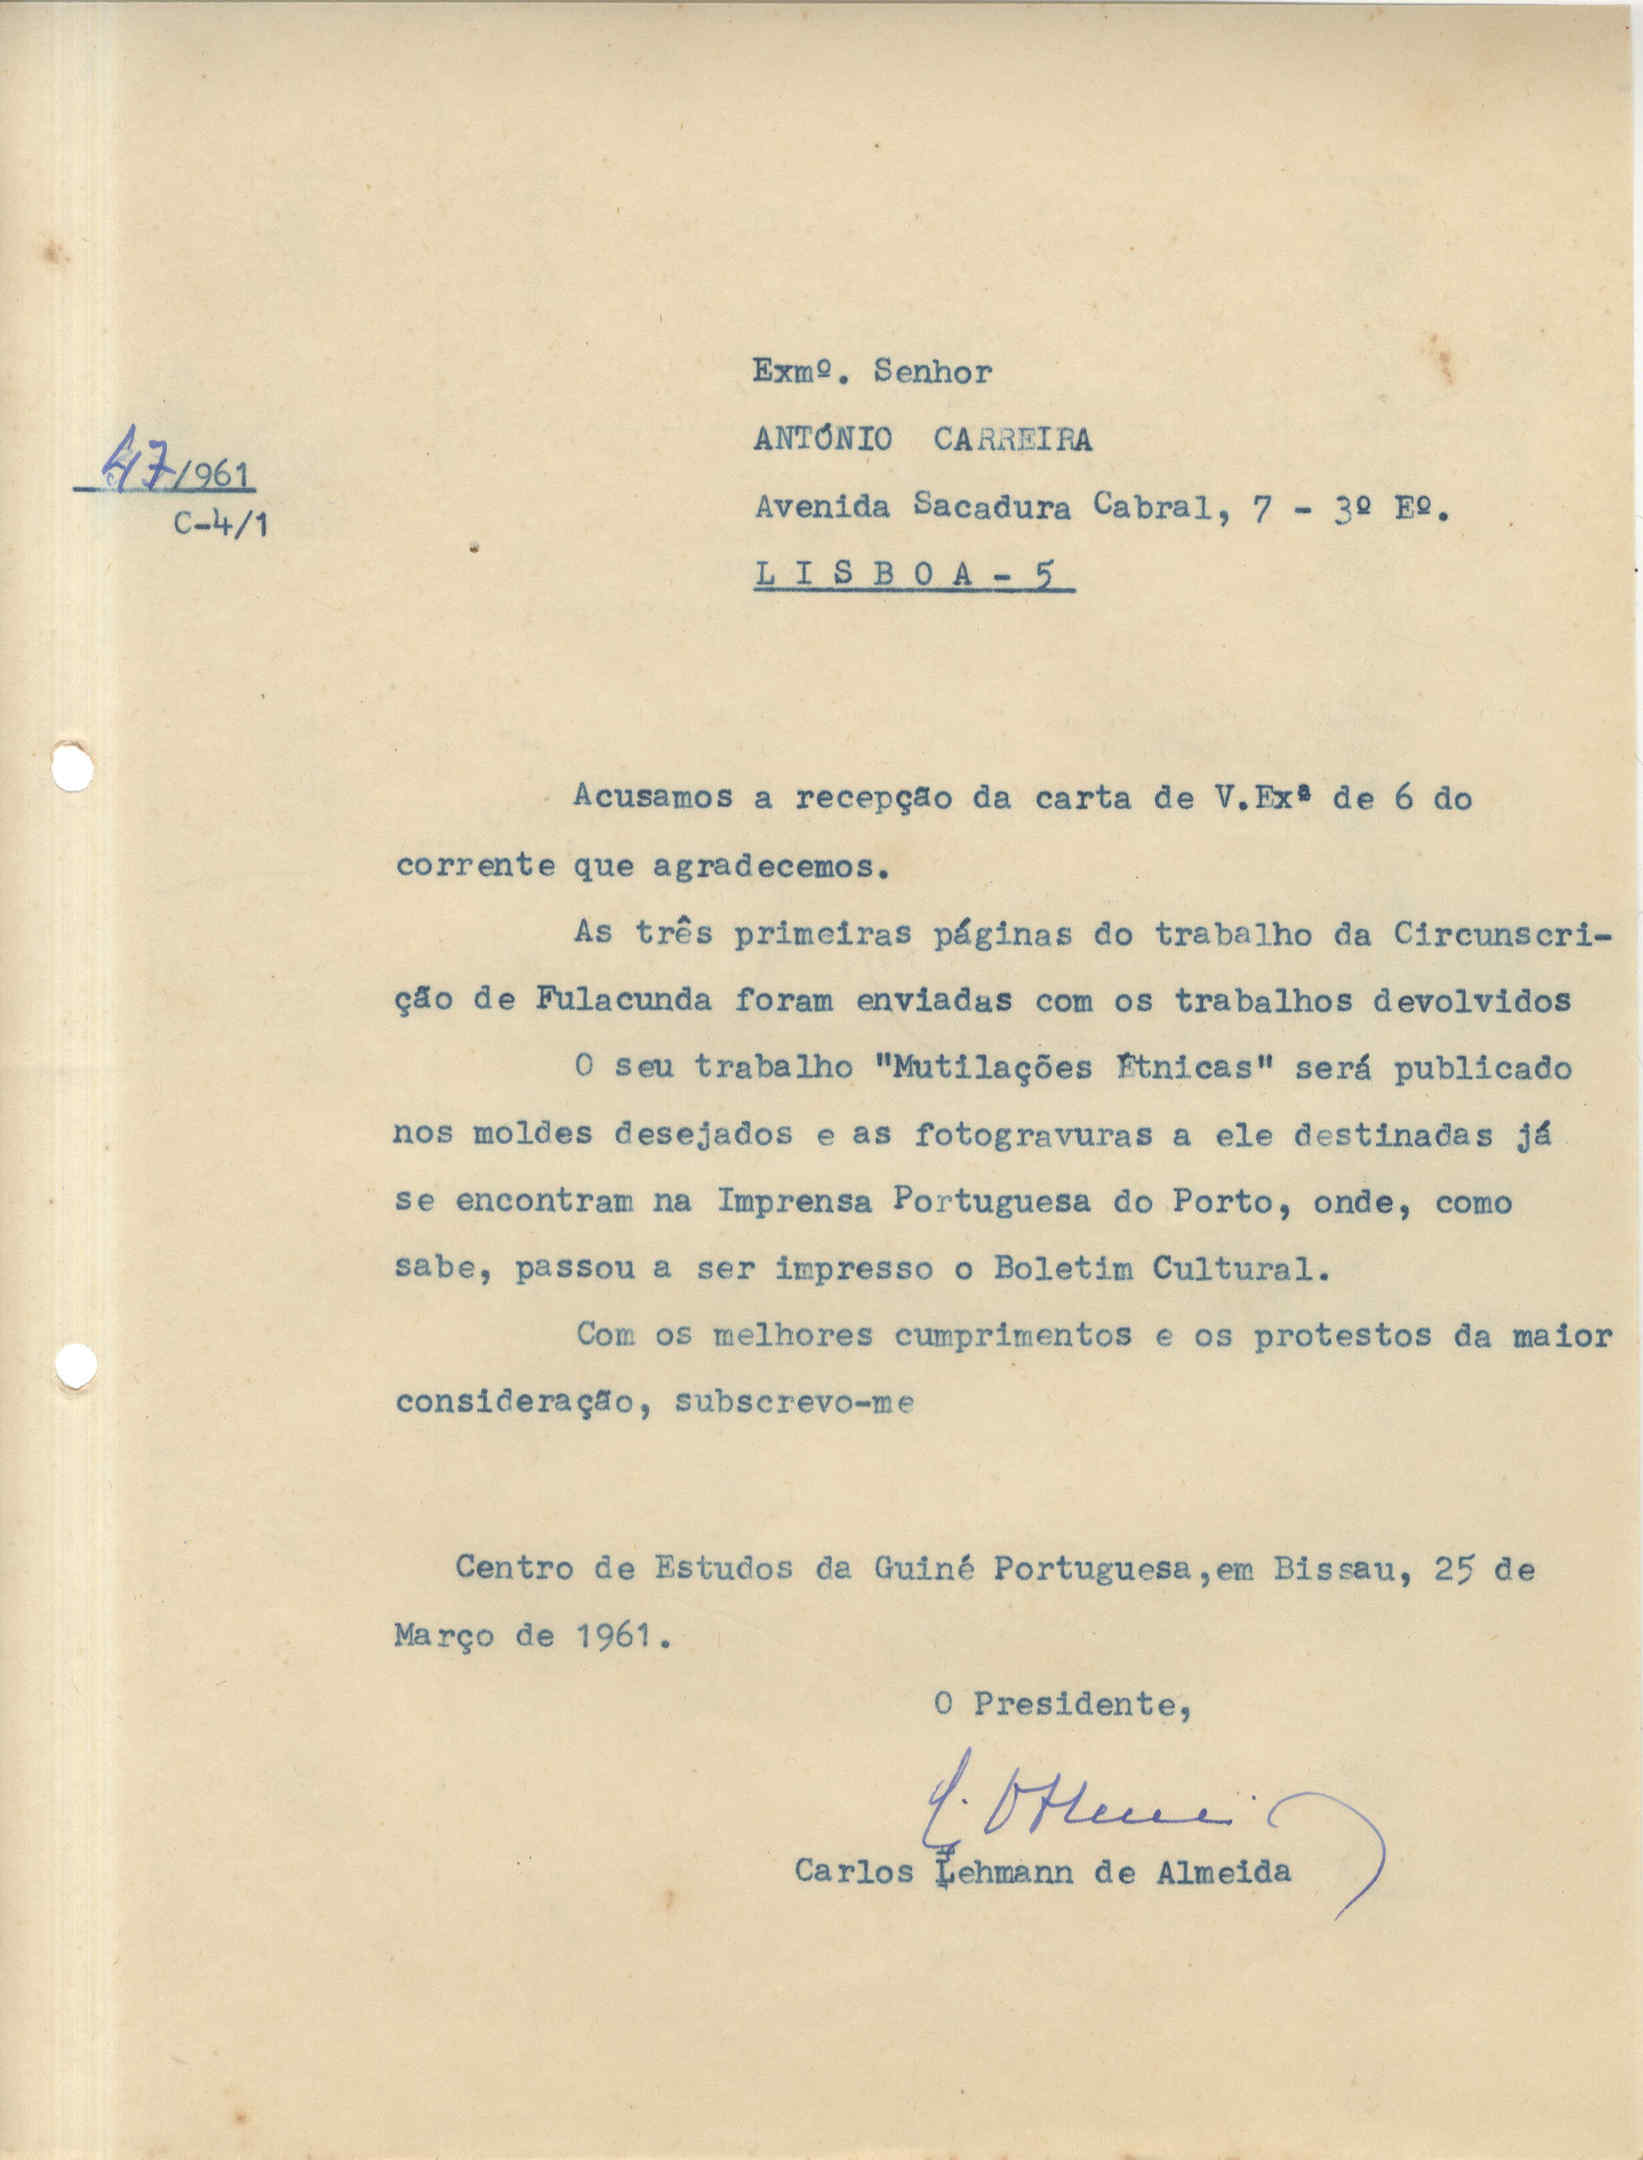 Exmº. Senhor
ANTÓNIO CARREIRA
47/961
C-4/1
Avenida Sacadura Cabral, 7 - 3º Eº.
L I S B O A - 5
Acusamos a recepção da carta de V.Exª de 6 do
corrente que agradecemos.
As três primeiras páginas do trabalho da Circunscri-
ção de Fulacunda foram enviadas com os trabalhos devolvidos
O seu trabalho "Mutilações Étnicas" será publicado
nos moldes desejados e as fotogravuras a ele destinadas já
se encontram na Imprensa Portuguesa do Porto, onde, como
sabe, passou a ser impresso o Boletim Cultural.
Com os melhores cumprimentos e os protestos da maior
consideração, subscrevo-me
Centro de Estudos da Guiné Portuguesa,em Bissau, 25 de
Março de 1961.
O Presidente,
Carlos Lehmann de Almeida